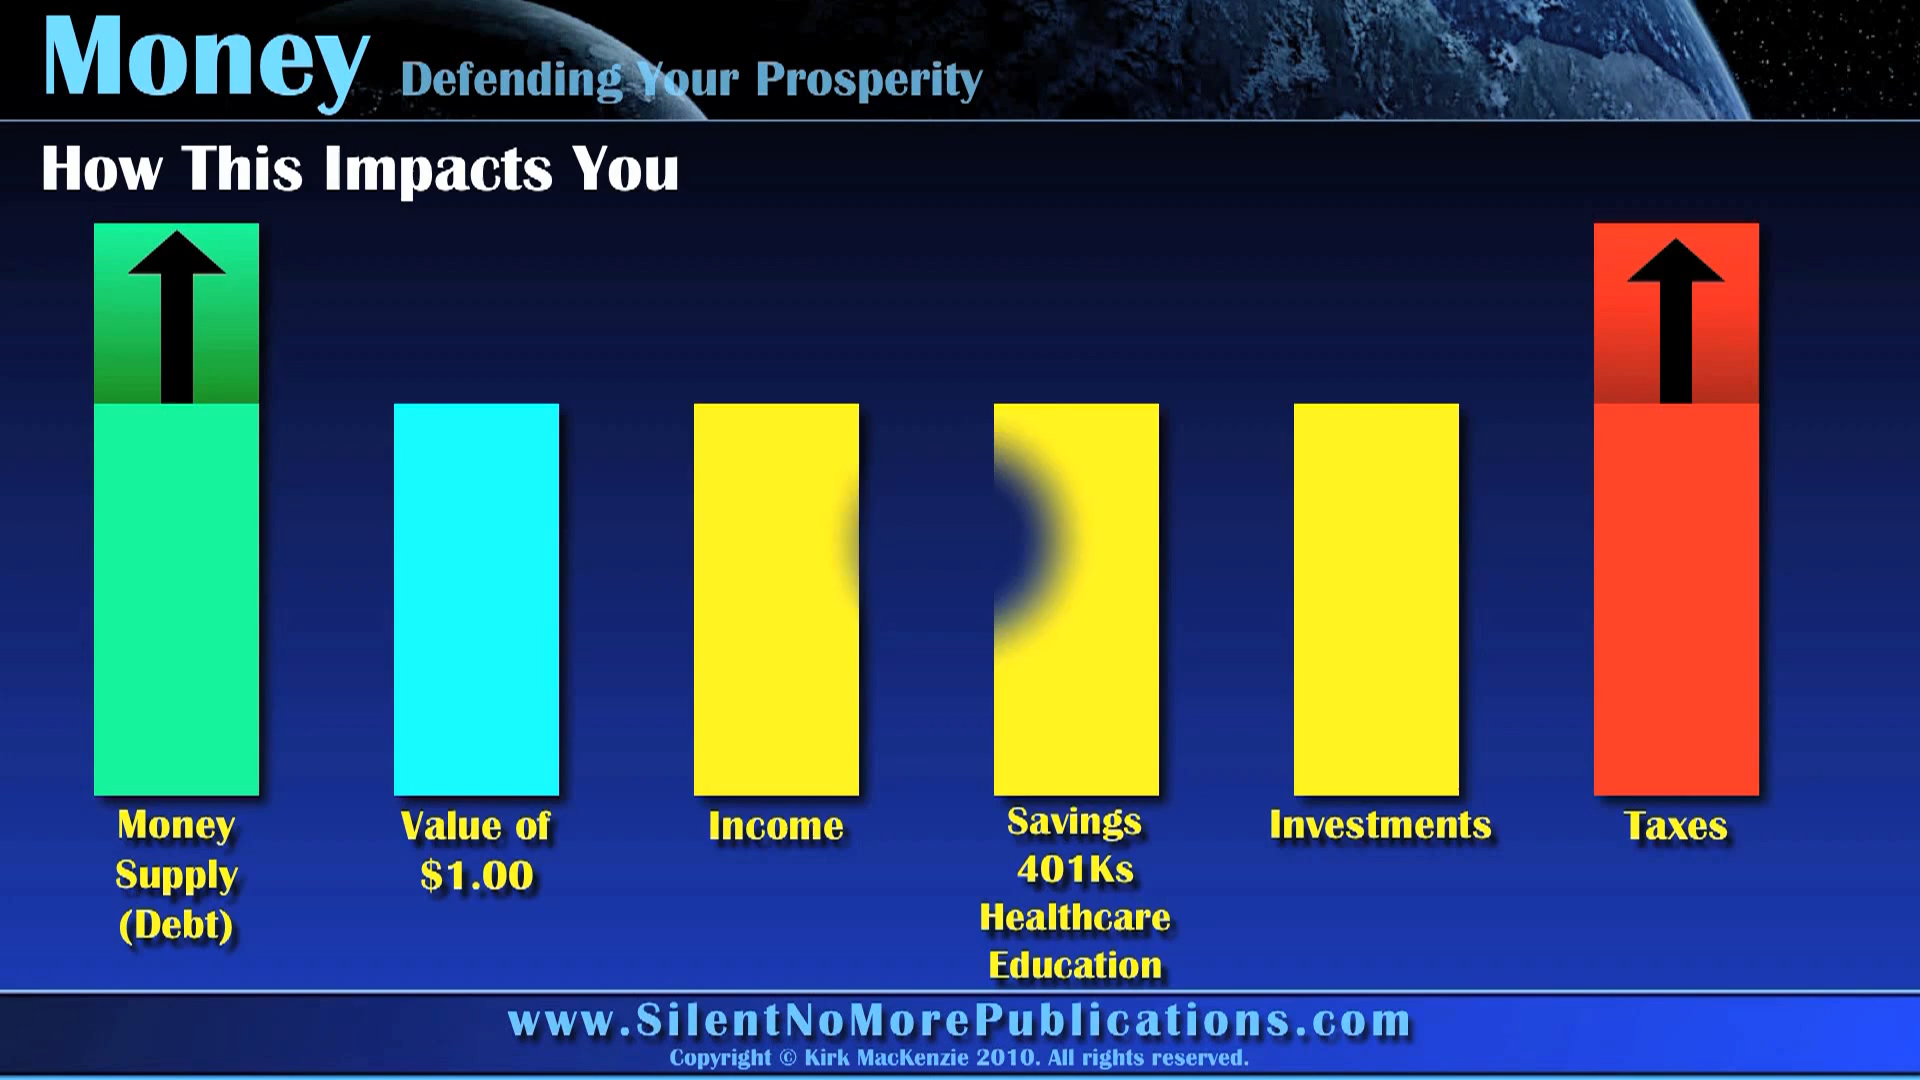 Money Defending Your Prosperity
How This Impacts You
Money
Supply
(Debt)
Value of
$1.00
Income
Savings
401Ks
Healthcare
Education
Investments
Taxes
www.SilentNoMorePublications.com
Copyright © Kirk MacKenzie 2010. All rights reserved.